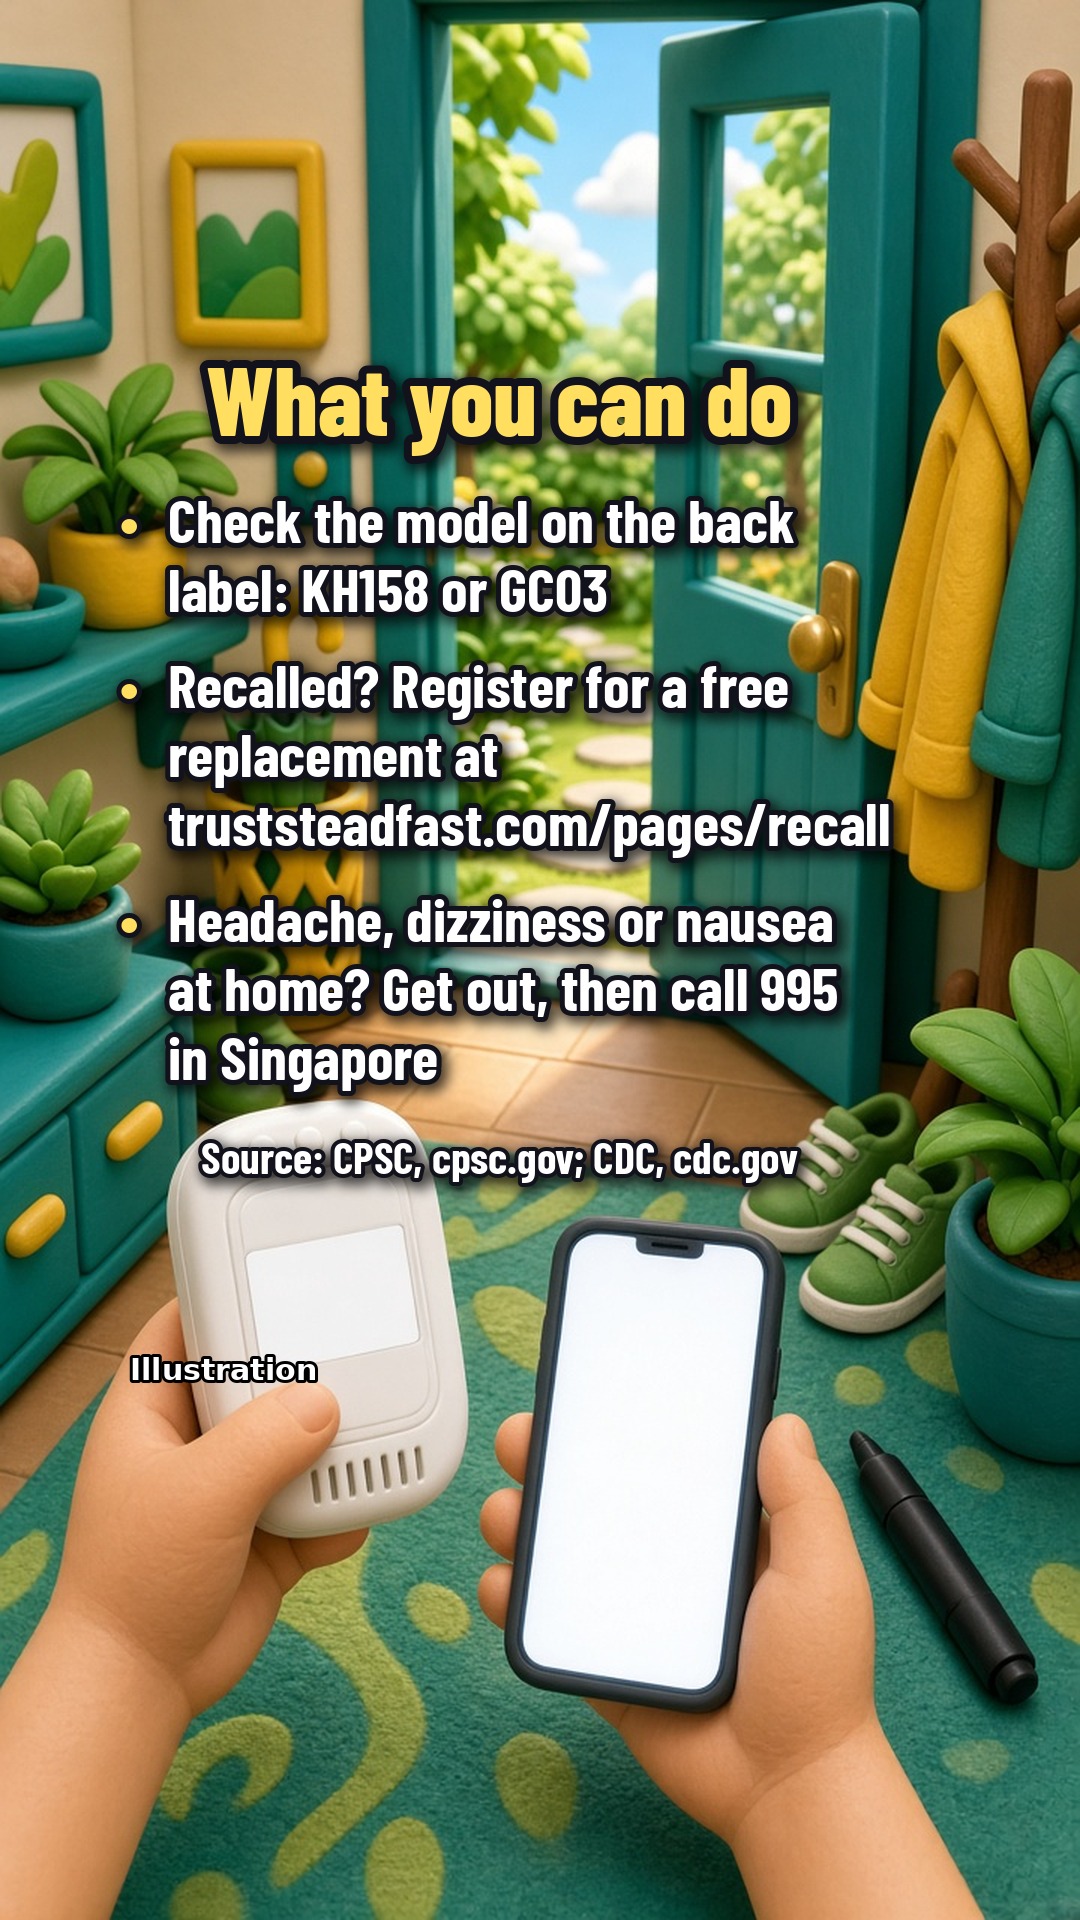 What you can do
• Check the model on the back
label: KH158 or GC03
• Recalled? Register for a free
replacement at
truststeadfast.com/pages/recall
• Headache, dizziness or nausea
at home? Get out, then call 995
in Singapore
Source: CPSC, cpsc.gov; CDC, cdc.gov
Illustration